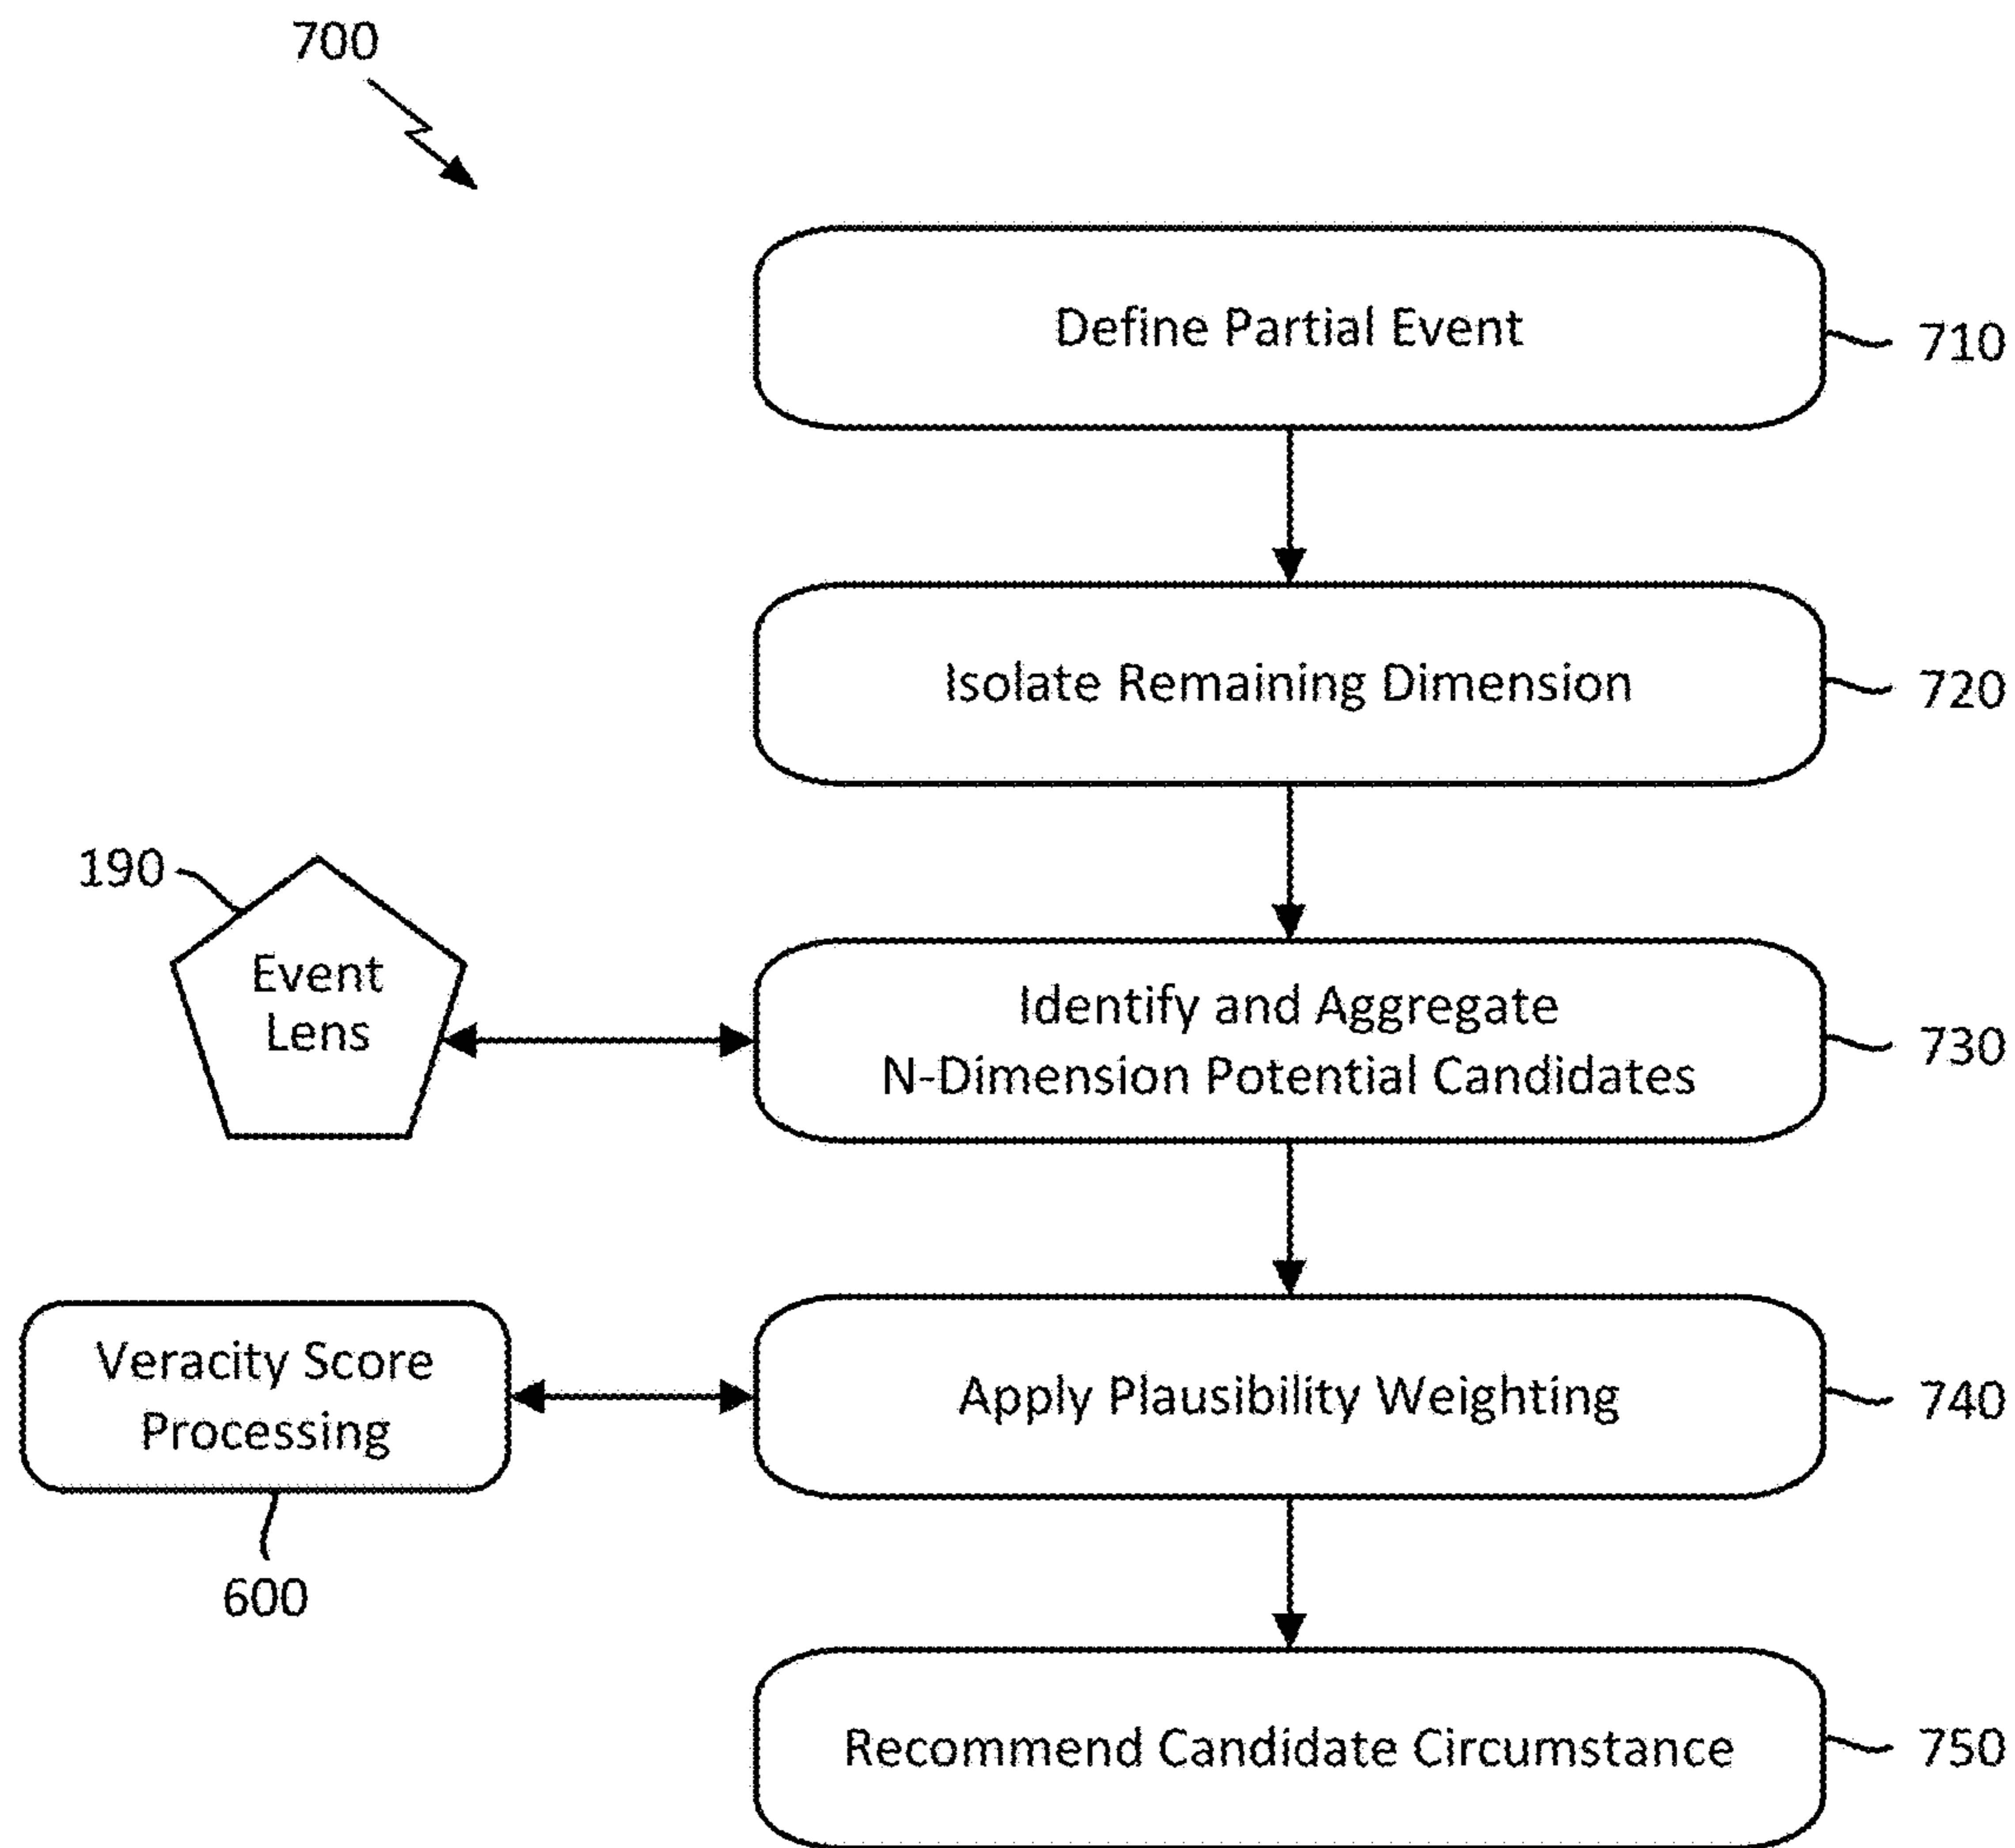 700
Define Partial Event
710
Isolate Remaining Dimension
720
190
Event
Lens
Identify and Aggregate
N-Dimension Potential Candidates
730
Veracity Score
Processing
600
Apply Plausibility Weighting
740
Recommend Candidate Circumstance
750